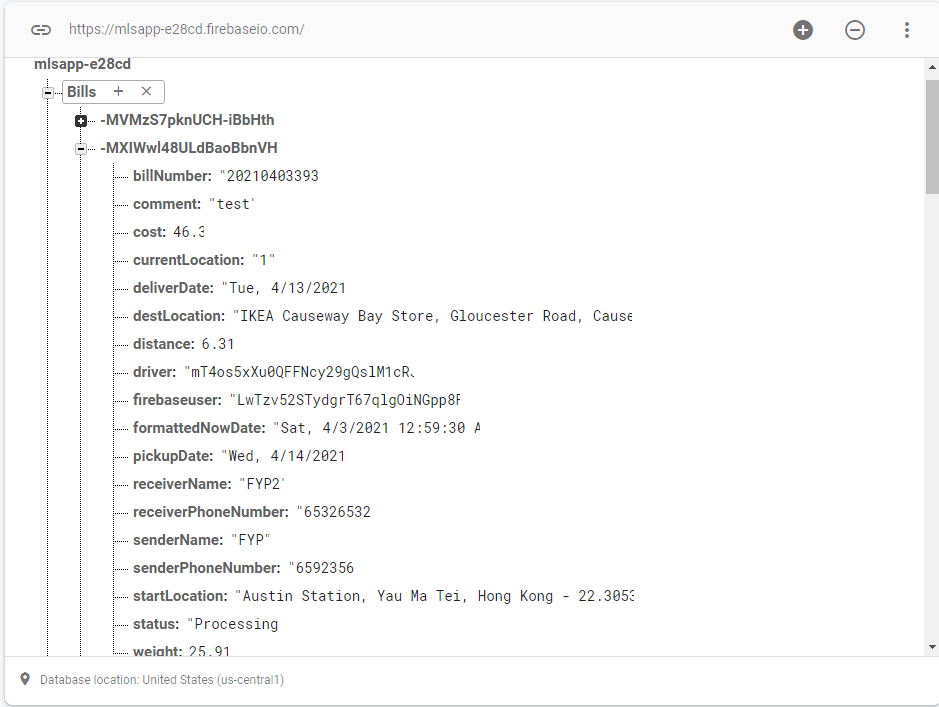 https://mlsapp-e28cd.firebaseio.com/
mlsapp-e28cd
Bills + ×
-MVMzS7pknUCH-iBbHth
-MXIWwl48ULdBaoBbnVH
billNumber: "20210403393
comment: "test"
cost: 46.3
currentLocation: "1"
deliverDate: "Tue, 4/13/2021
destLocation: "IKEA Causeway Bay Store, Gloucester Road, Cause
distance: 6.31
driver: "mT4os5xXu0QFFNcy29gQslM1cR
firebaseuser: "LwTzv52STydgrT67qlgOiNGpp8F
formattedNowDate: "Sat, 4/3/2021 12:59:30 A
pickupDate: "Wed, 4/14/2021
receiverName: "FYP2"
receiverPhoneNumber: "65326532
senderName: "FYP"
senderPhoneNumber: "6592356
startLocation: "Austin Station, Yau Ma Tei, Hong Kong - 22.3053
status: "Processing
weight: 25.91
Database location: United States (us-central1)